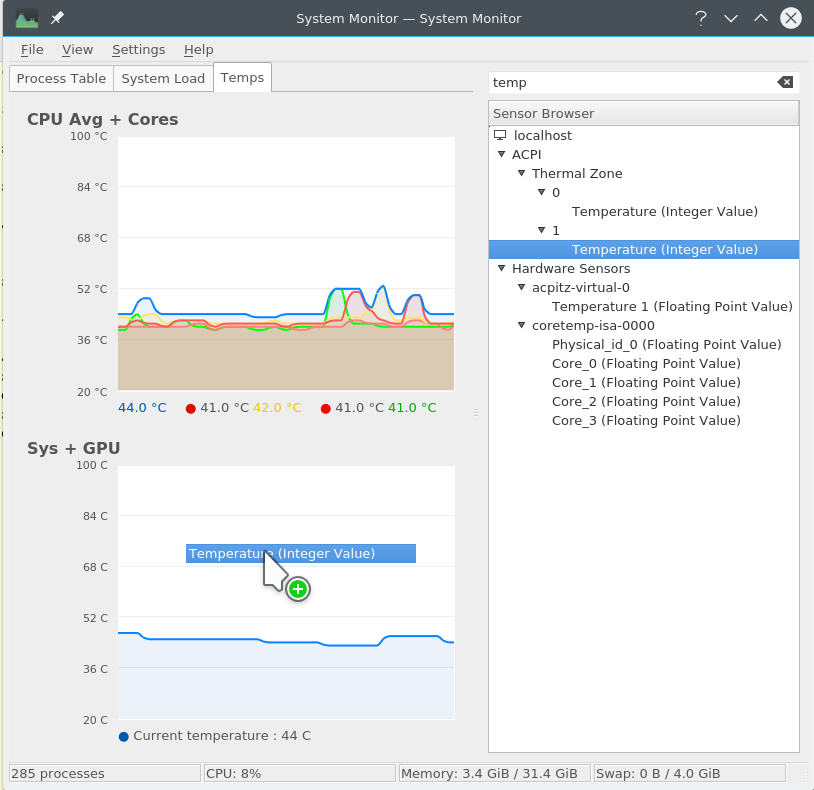 System Monitor — System Monitor
File View Settings Help
Process Table System Load Temps
CPU Avg + Cores
100 °C
84 °C
68 °C
52 °C
36 °C
20 °C
44.0 °C 41.0 °C 42.0 °C 41.0 °C 41.0 °C
Sys + GPU
100 C
84 C
Temperature (Integer Value)
68 C
52 C
36 C
20 C
Current temperature : 44 C
temp
Sensor Browser
localhost
ACPI
Thermal Zone
0
Temperature (Integer Value)
1
Temperature (Integer Value)
Hardware Sensors
acpitz-virtual-0
Temperature 1 (Floating Point Value)
coretemp-isa-0000
Physical_id_0 (Floating Point Value)
Core_0 (Floating Point Value)
Core_1 (Floating Point Value)
Core_2 (Floating Point Value)
Core_3 (Floating Point Value)
285 processes CPU: 8% Memory: 3.4 GiB / 31.4 GiB Swap: 0 B / 4.0 GiB